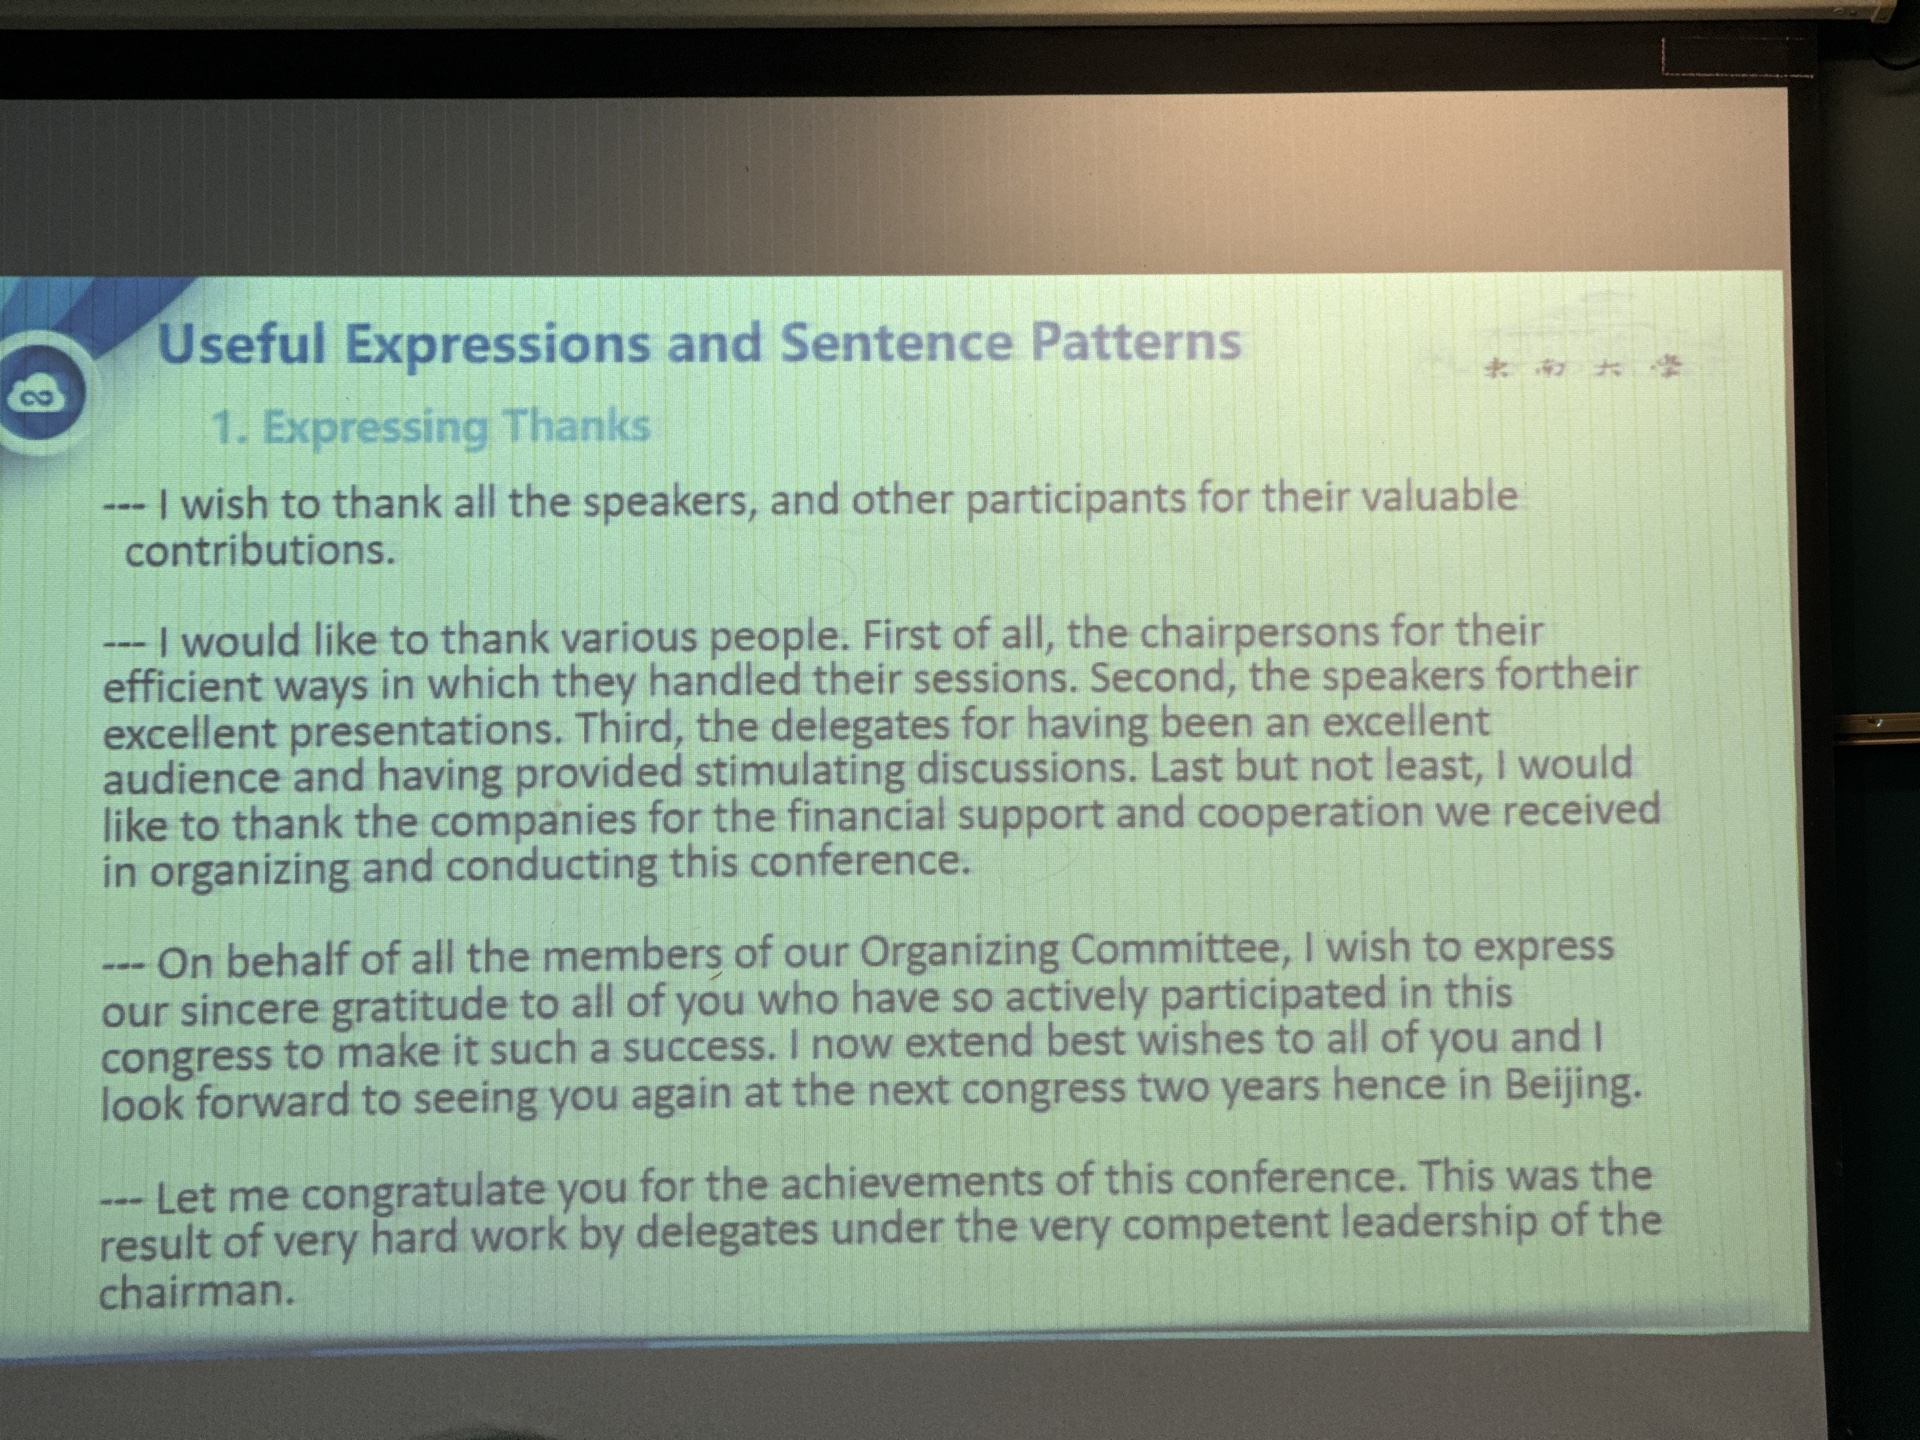 Useful Expressions and Sentence Patterns
东南大学
1. Expressing Thanks
--- I wish to thank all the speakers, and other participants for their valuable
contributions.
--- I would like to thank various people. First of all, the chairpersons for their
efficient ways in which they handled their sessions. Second, the speakers fortheir
excellent presentations. Third, the delegates for having been an excellent
audience and having provided stimulating discussions. Last but not least, I would
like to thank the companies for the financial support and cooperation we received
in organizing and conducting this conference.
--- On behalf of all the members of our Organizing Committee, I wish to express
our sincere gratitude to all of you who have so actively participated in this
congress to make it such a success. I now extend best wishes to all of you and I
look forward to seeing you again at the next congress two years hence in Beijing.
--- Let me congratulate you for the achievements of this conference. This was the
result of very hard work by delegates under the very competent leadership of the
chairman.